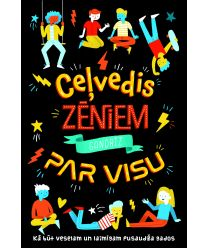 Ceļvedis
ZĒNIEM
GANDRĪZ
PAR VISU
Kā būt veselam un laimīgam pusaudža gados